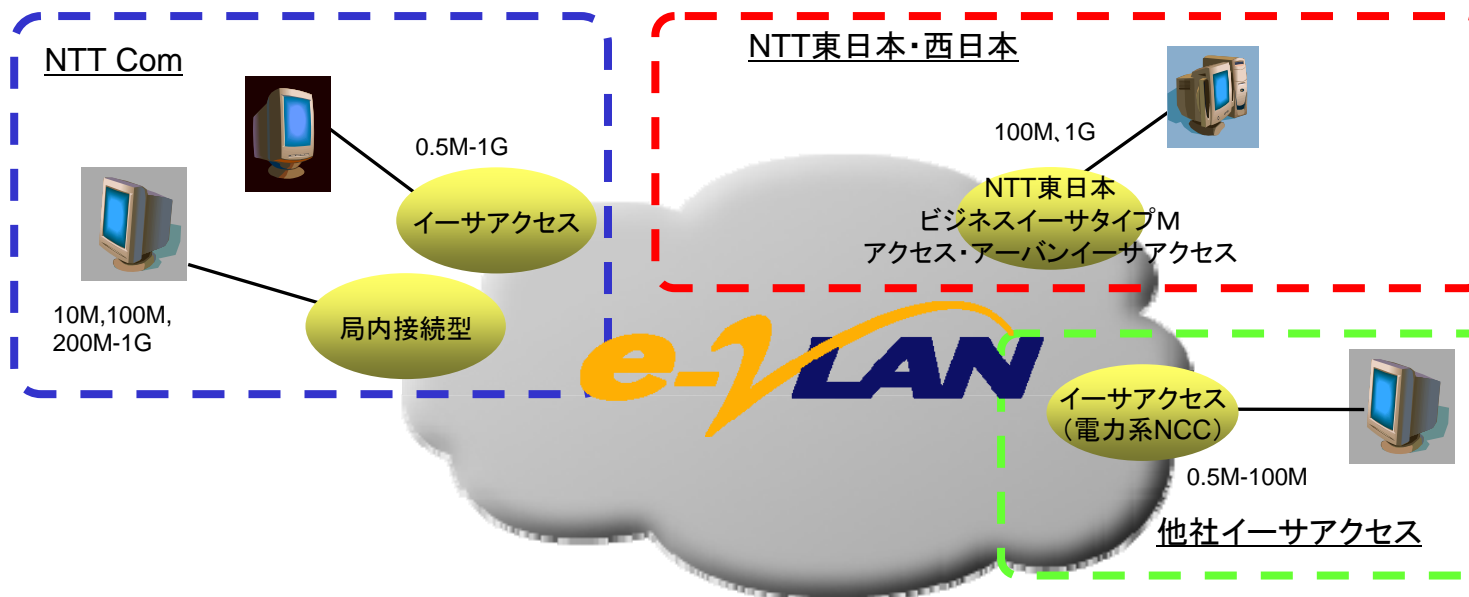 NTT Com
0.5M-1G
イーサアクセス
局内接続型
10M,100M,
200M-1G
NTT東日本・西日本
100M、1G
NTT東日本
ビジネスイーサタイプM
アクセス・アーバンイーサアクセス
e-VLAN
イーサアクセス
（電力系NCC）
0.5M-100M
他社イーサアクセス